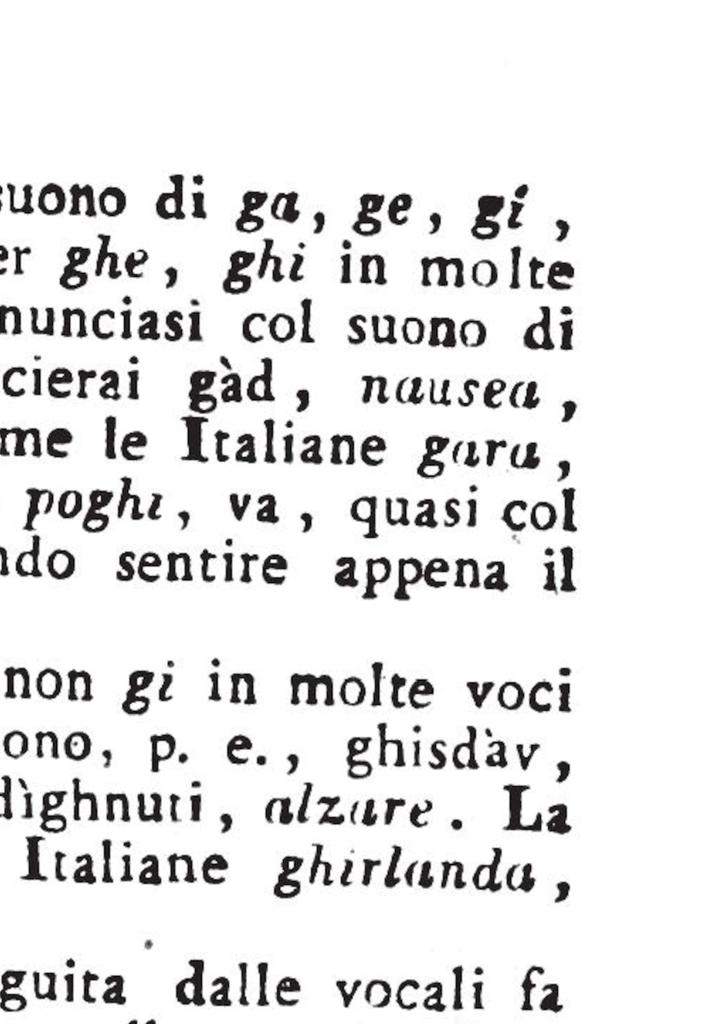 suono di ga, ge, gi,
er ghe, ghi in molte
nunciasi col suono di
cierai gàd, nausea,
me le Italiane gara,
poghi, va, quasi col
ndo sentire appena il
non gi in molte voci
ono, p. e., ghisdàv,
dìghnuti, alzare. La
Italiane ghirlanda,
guita dalle vocali fa